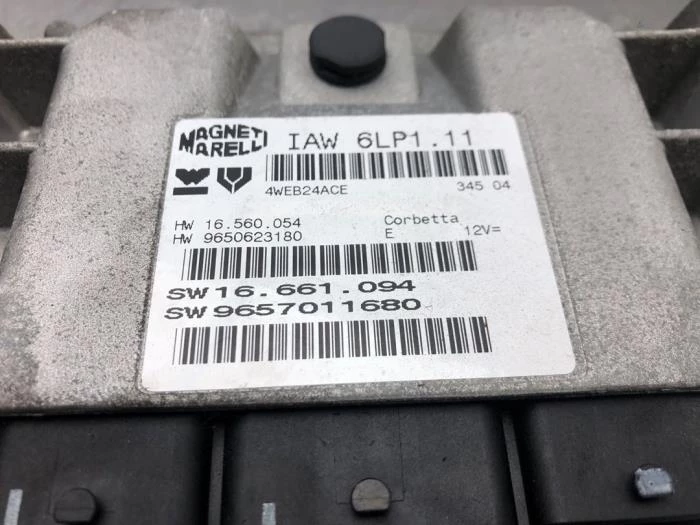 MAGNETI MARELLI
IAW 6LP1.11
4WEB24ACE 345 04
HW 16.560.054 Corbetta
HW 9650623180 E 12V=
SW 16.661.094
SW 9657011680